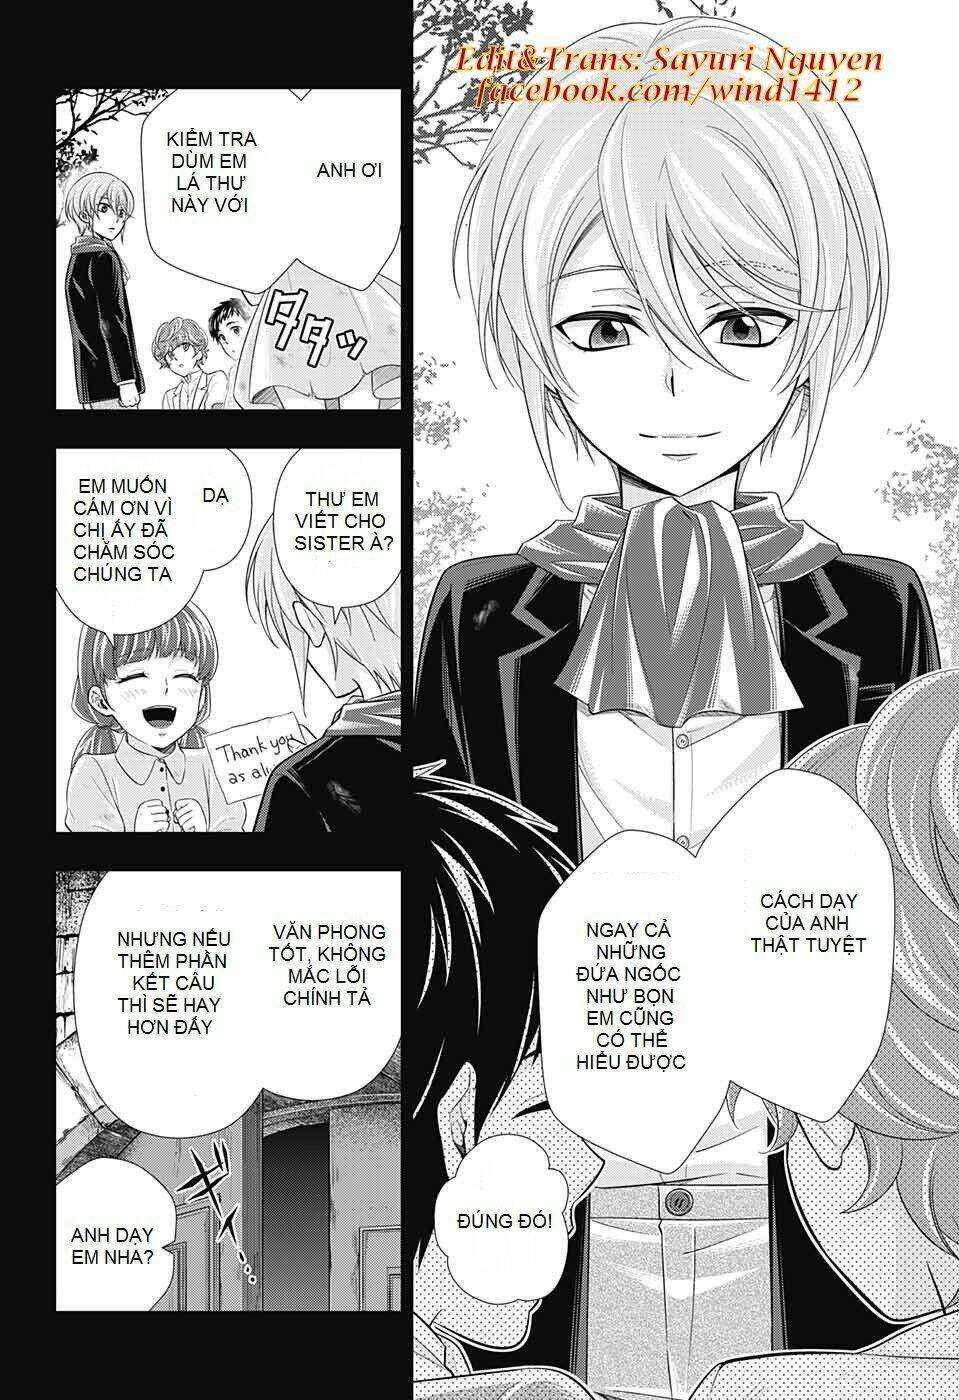 Edit&Trans: Sayuri Nguyen
facebook.com/wind1412
CÁCH DẠY
CỦA ANH
THẬT TUYỆT
NGAY CẢ
NHỮNG
ĐỨA NGỐC
NHƯ BỌN
EM CŨNG
CÓ THỂ
HIỂU ĐƯỢC
ĐÚNG ĐÓ!
ANH ƠI
KIỂM TRA
DÙM EM
LÁ THƯ
NÀY VỚI
タタッ
THƯ EM
VIẾT CHO
SISTER À?
DẠ
EM MUỐN
CÁM ƠN VÌ
CHỊ ẤY ĐÃ
CHĂM SÓC
CHÚNG TA
Thank you
as al
VĂN PHONG
TỐT, KHÔNG
MẮC LỖI
CHÍNH TẢ
NHƯNG NẾU
THÊM PHẦN
KẾT CÂU
THÌ SẼ HAY
HƠN ĐẤY
ギィ…
ANH DẠY
EM NHA?